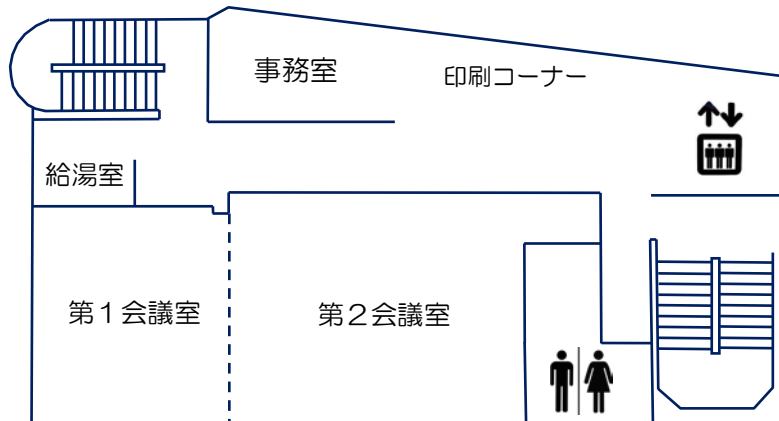 事務室
印刷コーナー
給湯室
第１会議室
第２会議室